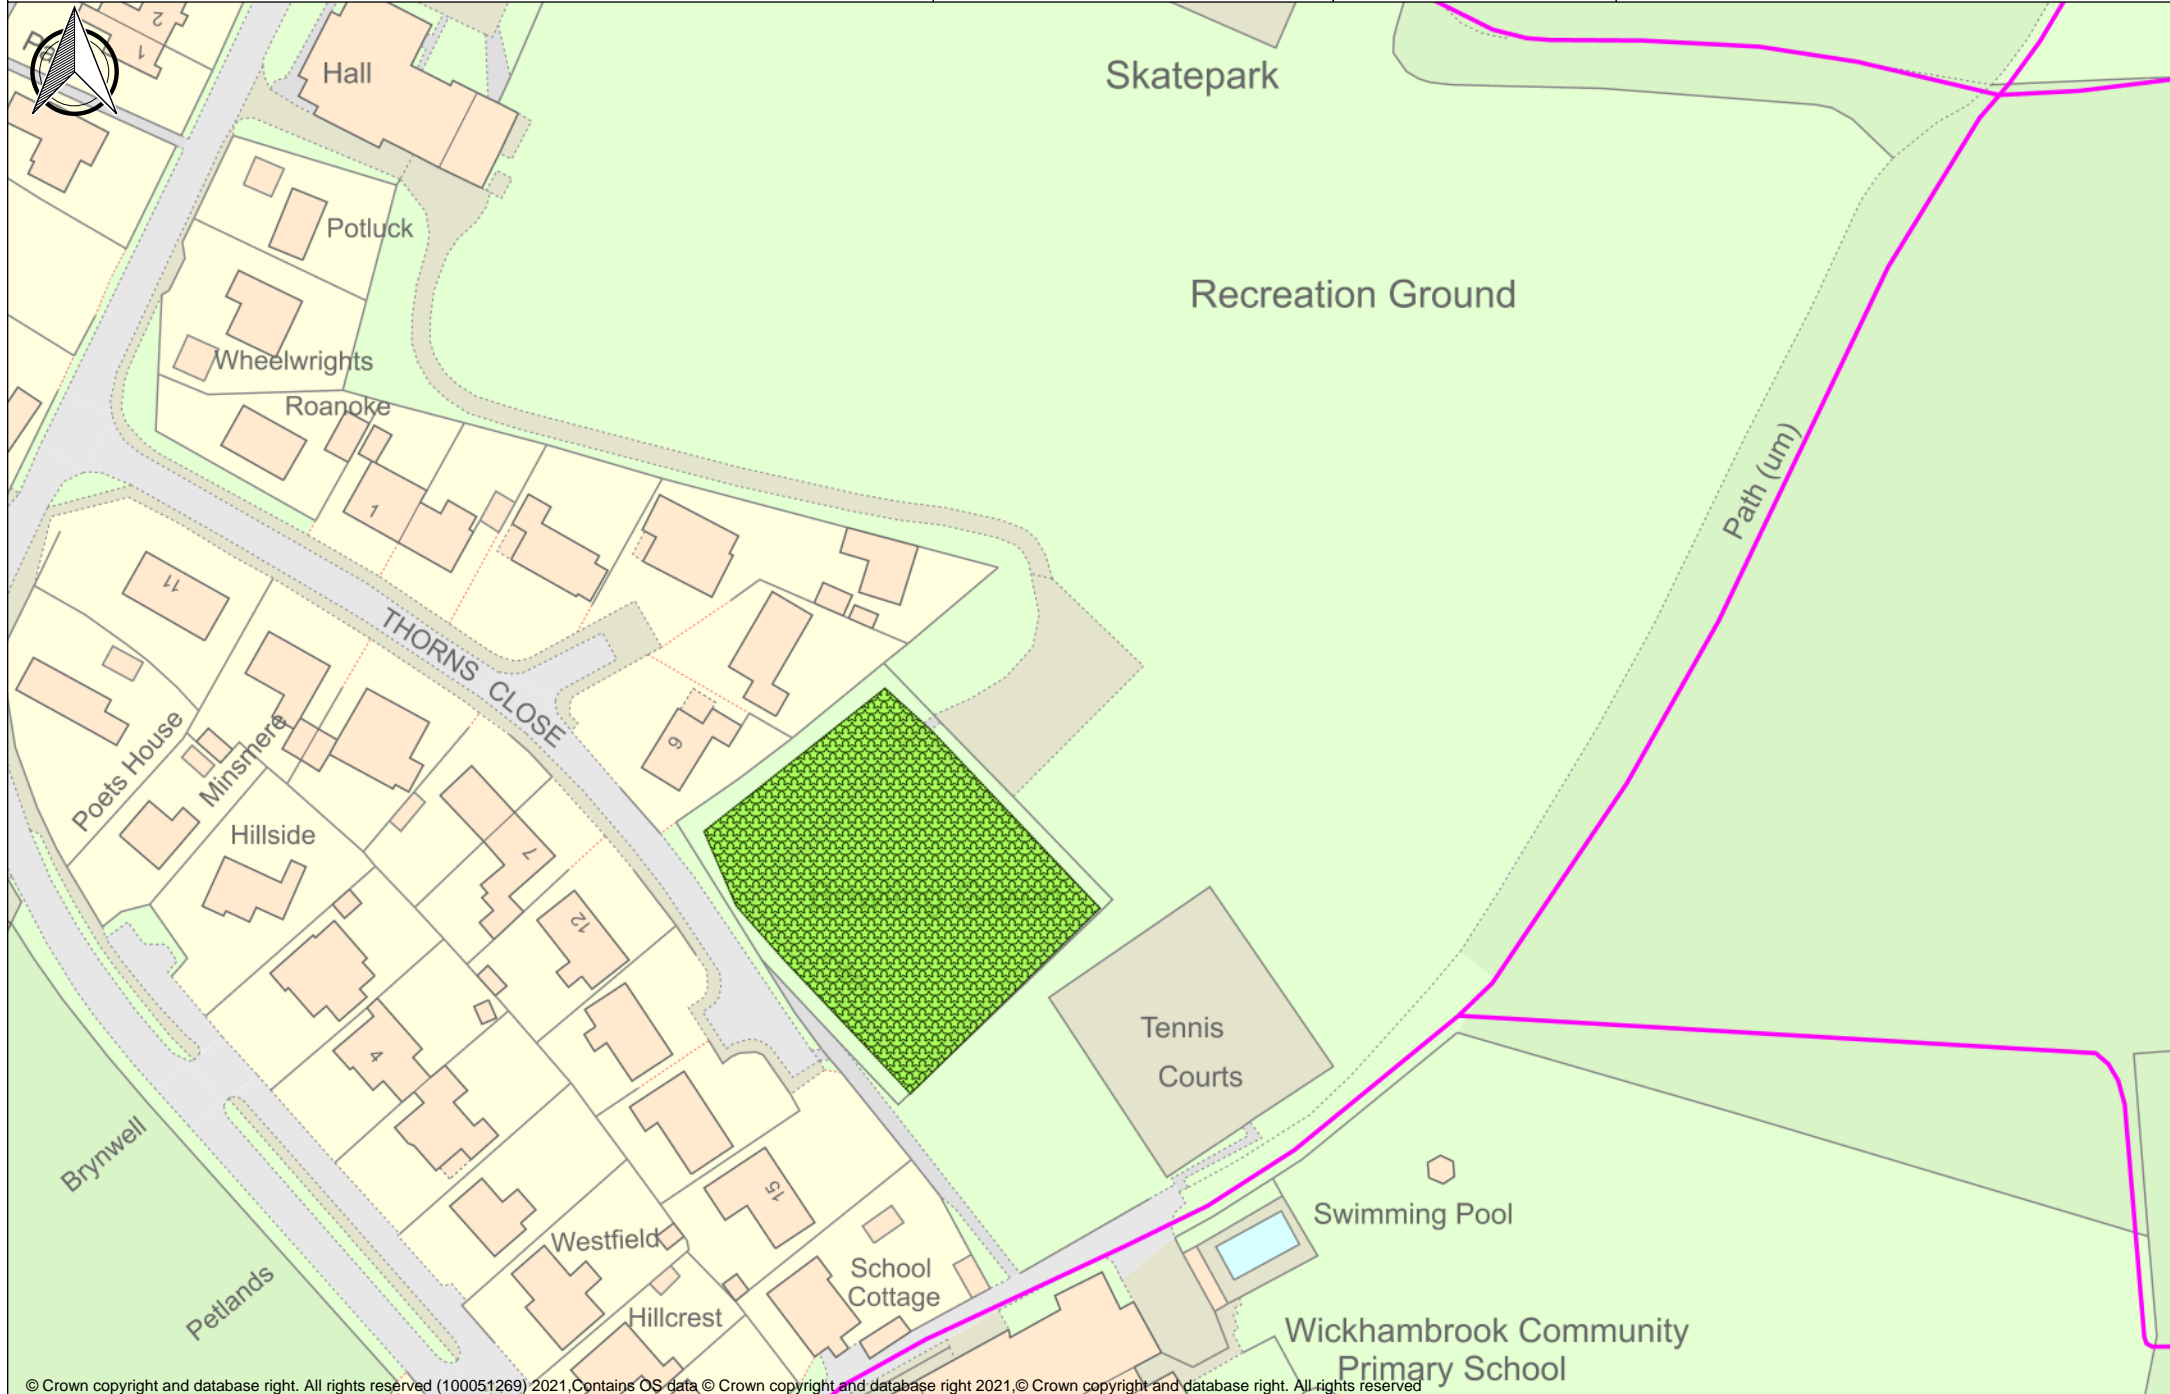 2
1
Hall
Skatepark
Potluck
Recreation Ground
Wheelwrights
Roanoke
1
Path (um)
11
THORNS CLOSE
9
Poets House
Minsmere
Hillside
7
12
Tennis
Courts
4
Brynwell
15
Swimming Pool
Westfield
School
Cottage
Petlands
Hillcrest
Wickhambrook Community
Primary School
© Crown copyright and database right. All rights reserved (100051269) 2021,Contains OS data © Crown copyright and database right 2021,© Crown copyright and database right. All rights reserved